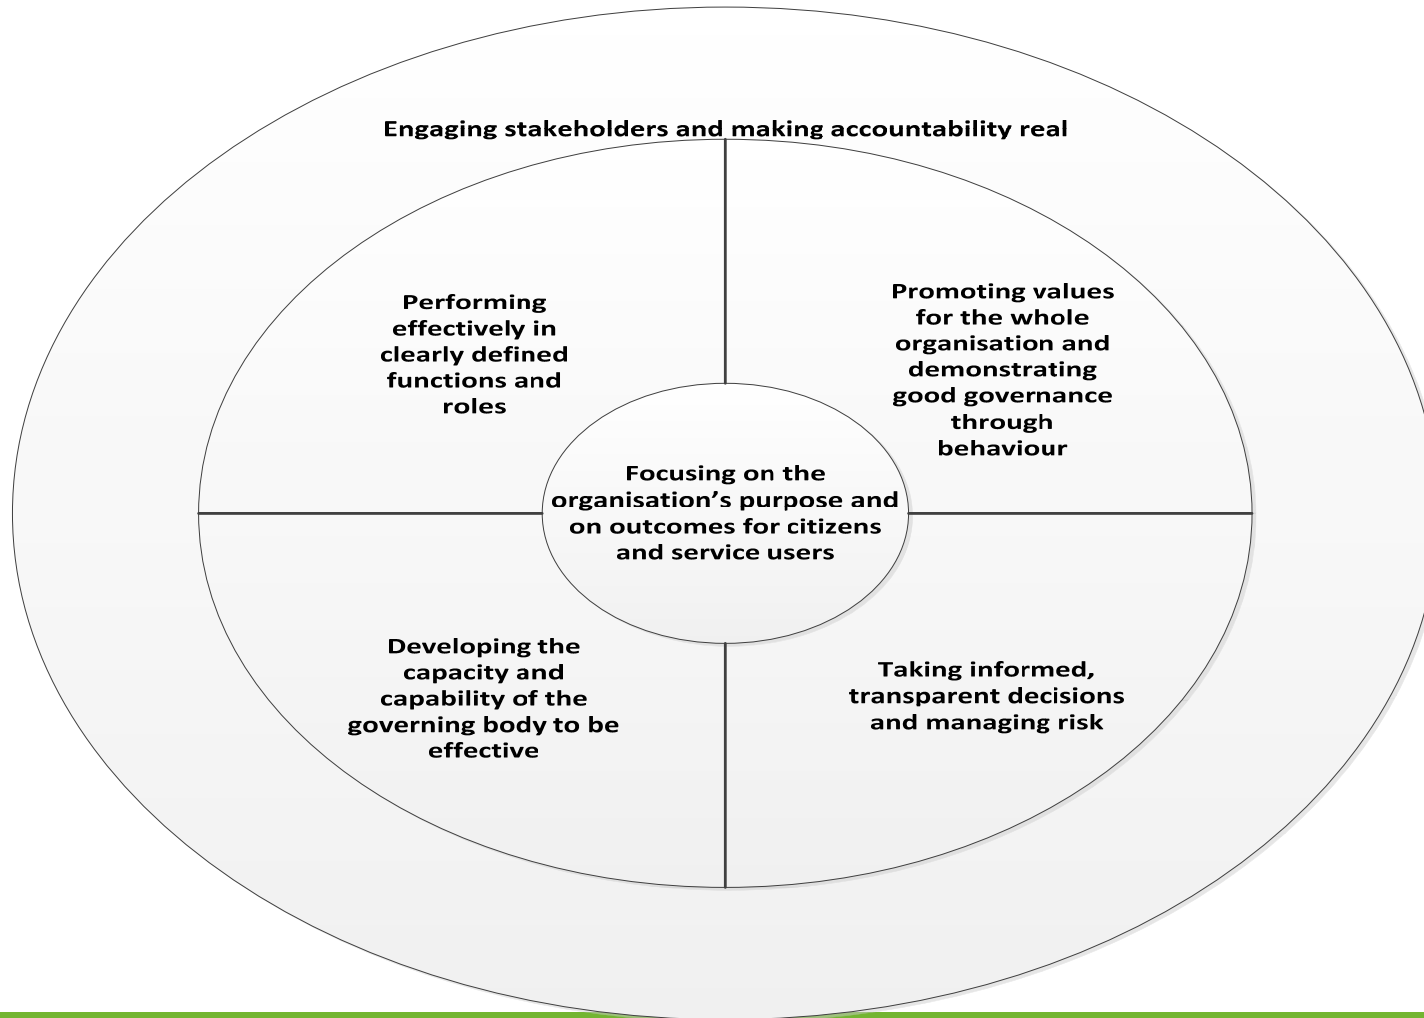 Engaging stakeholders and making accountability real
Performing
effectively in
clearly defined
functions and
roles
Promoting values
for the whole
organisation and
demonstrating
good governance
through
behaviour
Focusing on the
organisation’s purpose and
on outcomes for citizens
and service users
Developing the
capacity and
capability of the
governing body to be
effective
Taking informed,
transparent decisions
and managing risk